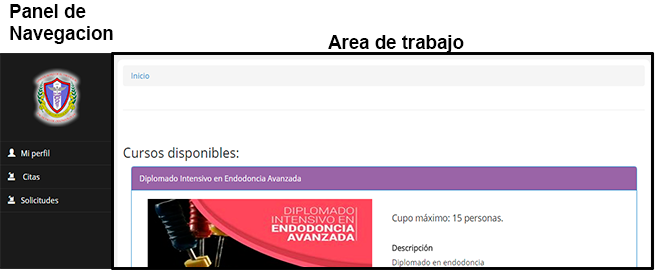 Panel de
Navegacion
Area de trabajo
Inicio
Mi perfil
Citas
Solicitudes
Cursos disponibles:
Diplomado Intensivo en Endodoncia Avanzada
DIPLOMADO
INTENSIVO EN
ENDODONCIA
AVANZADA
Cupo máximo: 15 personas.
Descripción
Diplomado en endodoncia